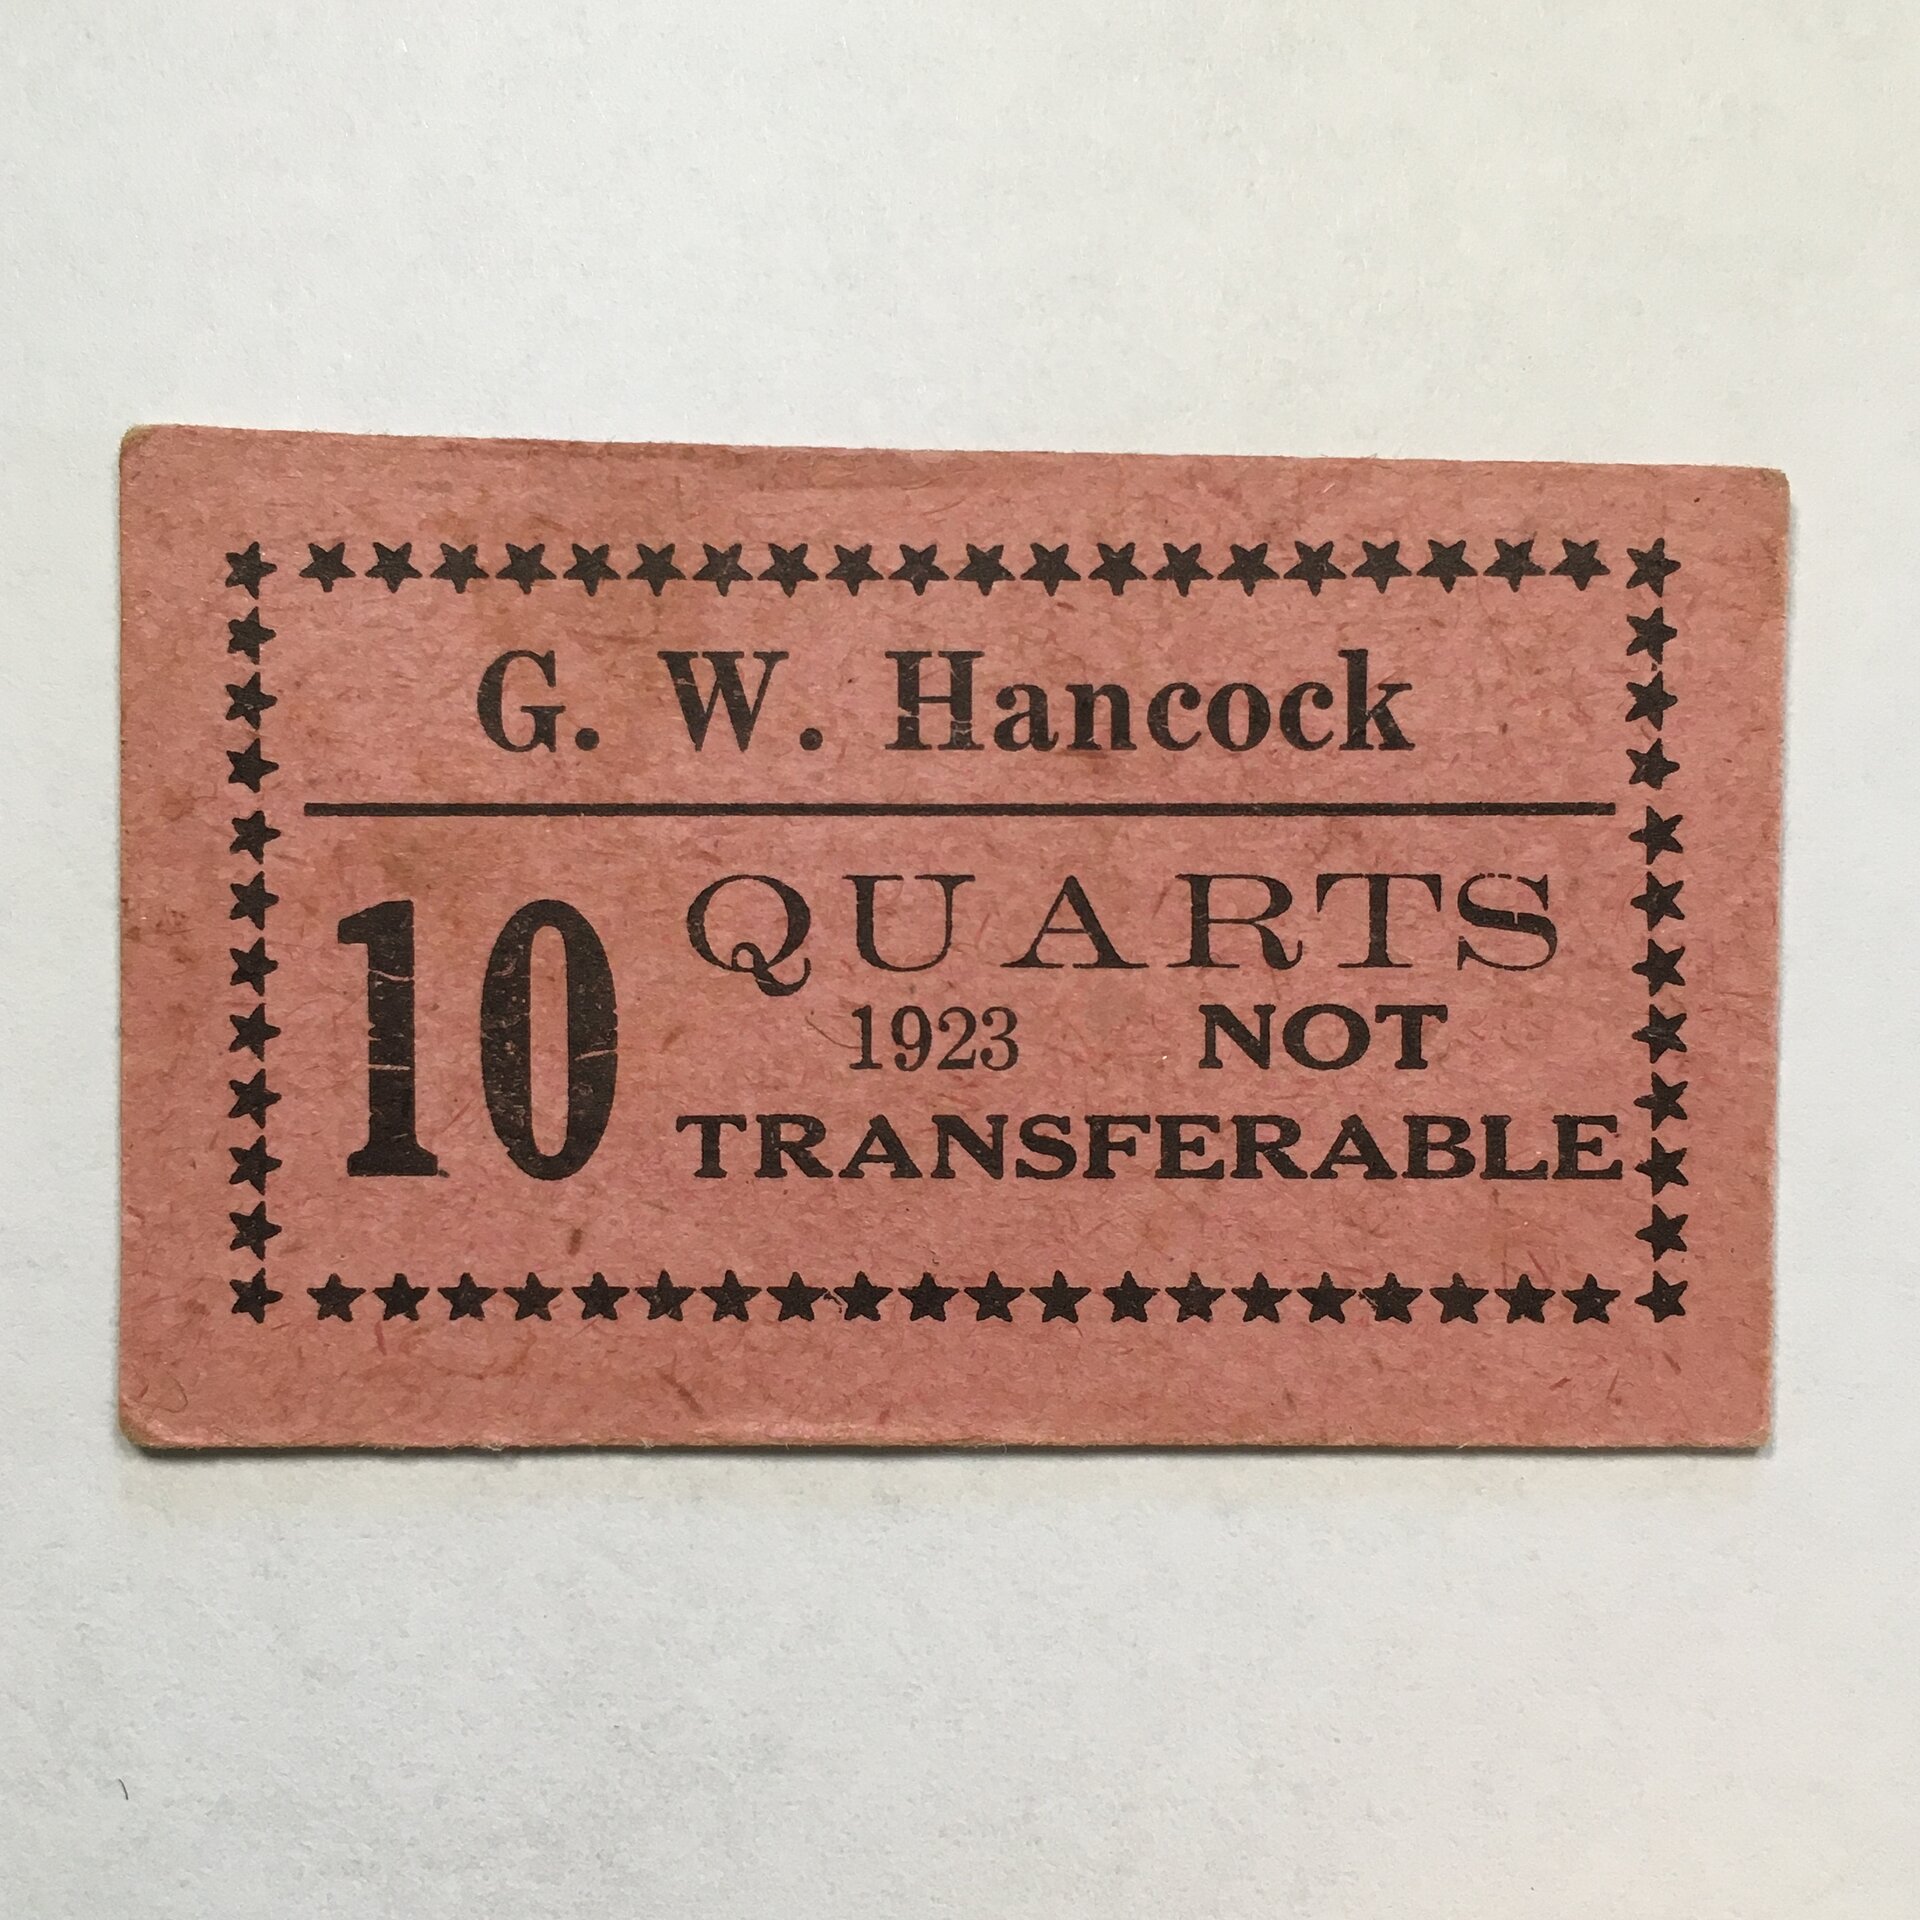 G. W. Hancock
10 QUARTS
1923 NOT
TRANSFERABLE